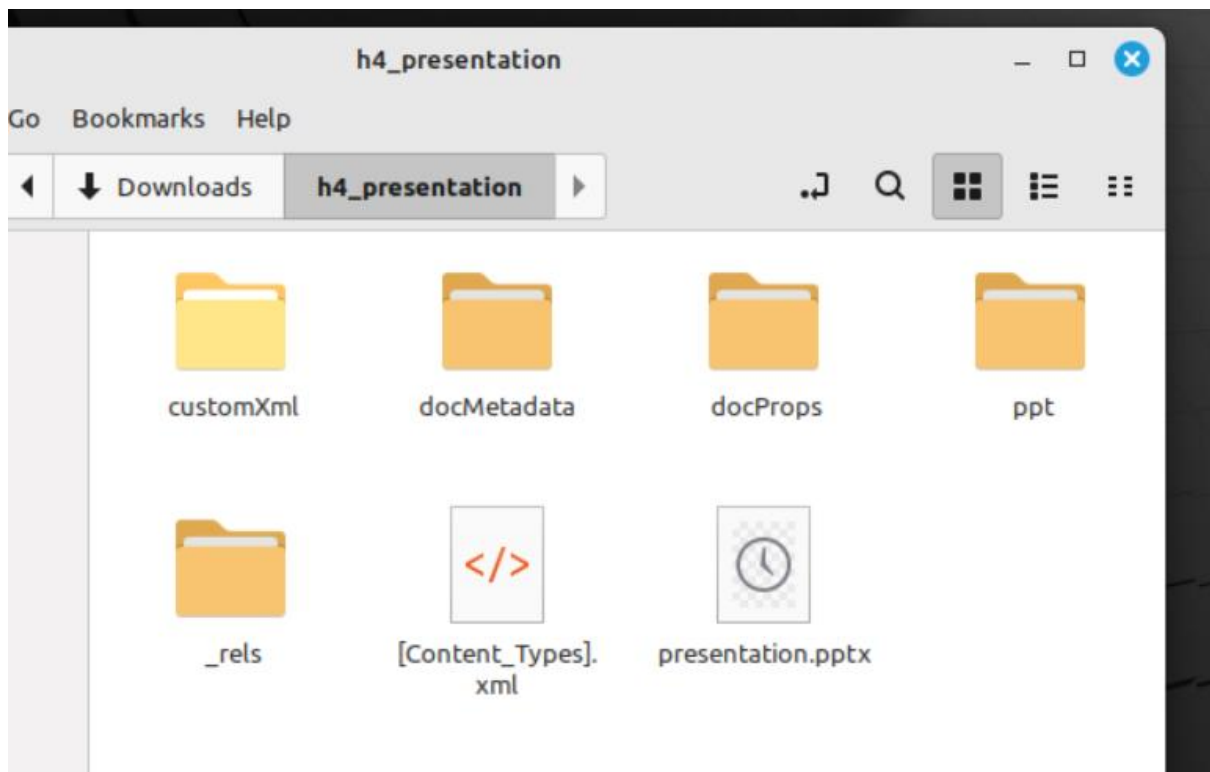 h4_presentation
Go Bookmarks Help
Downloads h4_presentation
customXml docMetadata docProps ppt
_rels [Content_Types]. presentation.pptx
xml